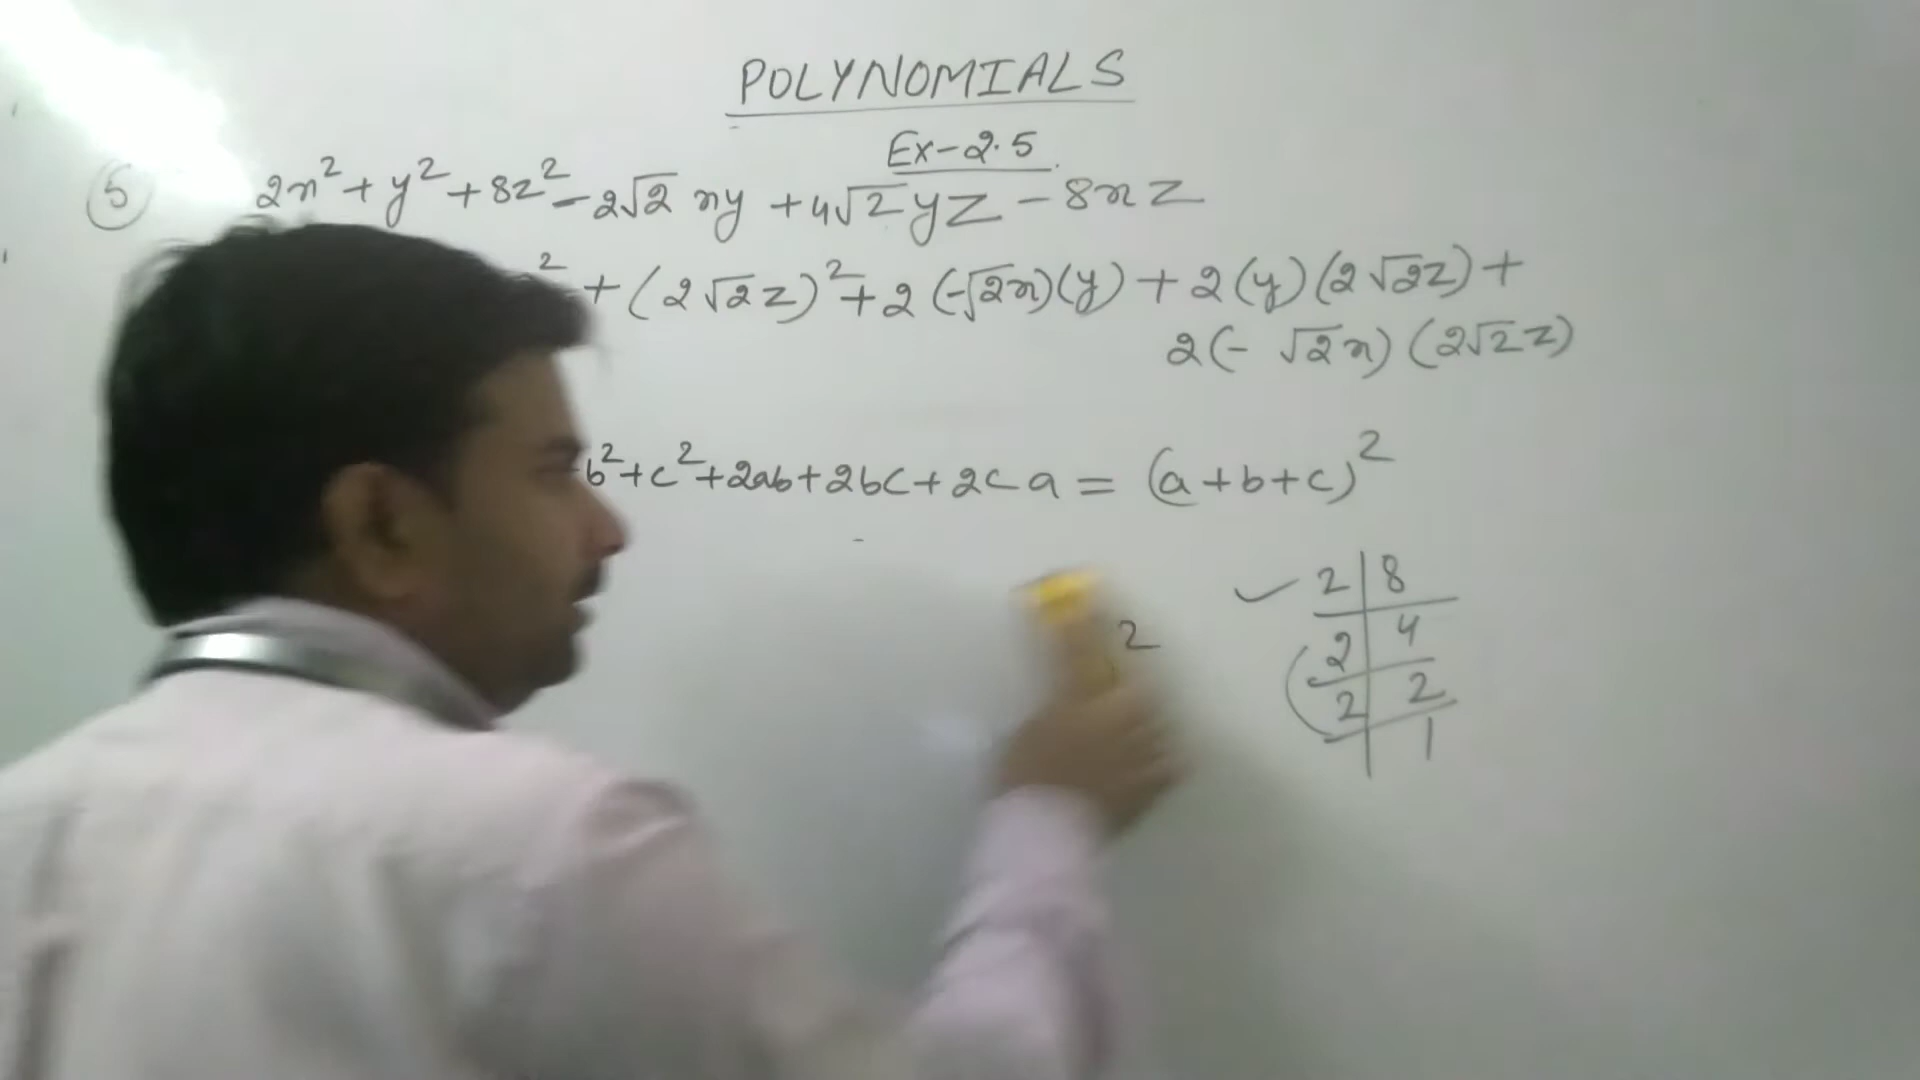 POLYNOMIALS
Ex-2.5
⑤ 2x² + y² + 8z² - 2√2 xy + 4√2 yz - 8xz
² + (2√2z)² + 2(-√2x)(y) + 2(y)(2√2z) +
2(-√2x)(2√2z)
b² + c² + 2ab + 2bc + 2ca = (a+b+c)²
2
✓ 2 | 8
2 | 4
2 | 2
| 1